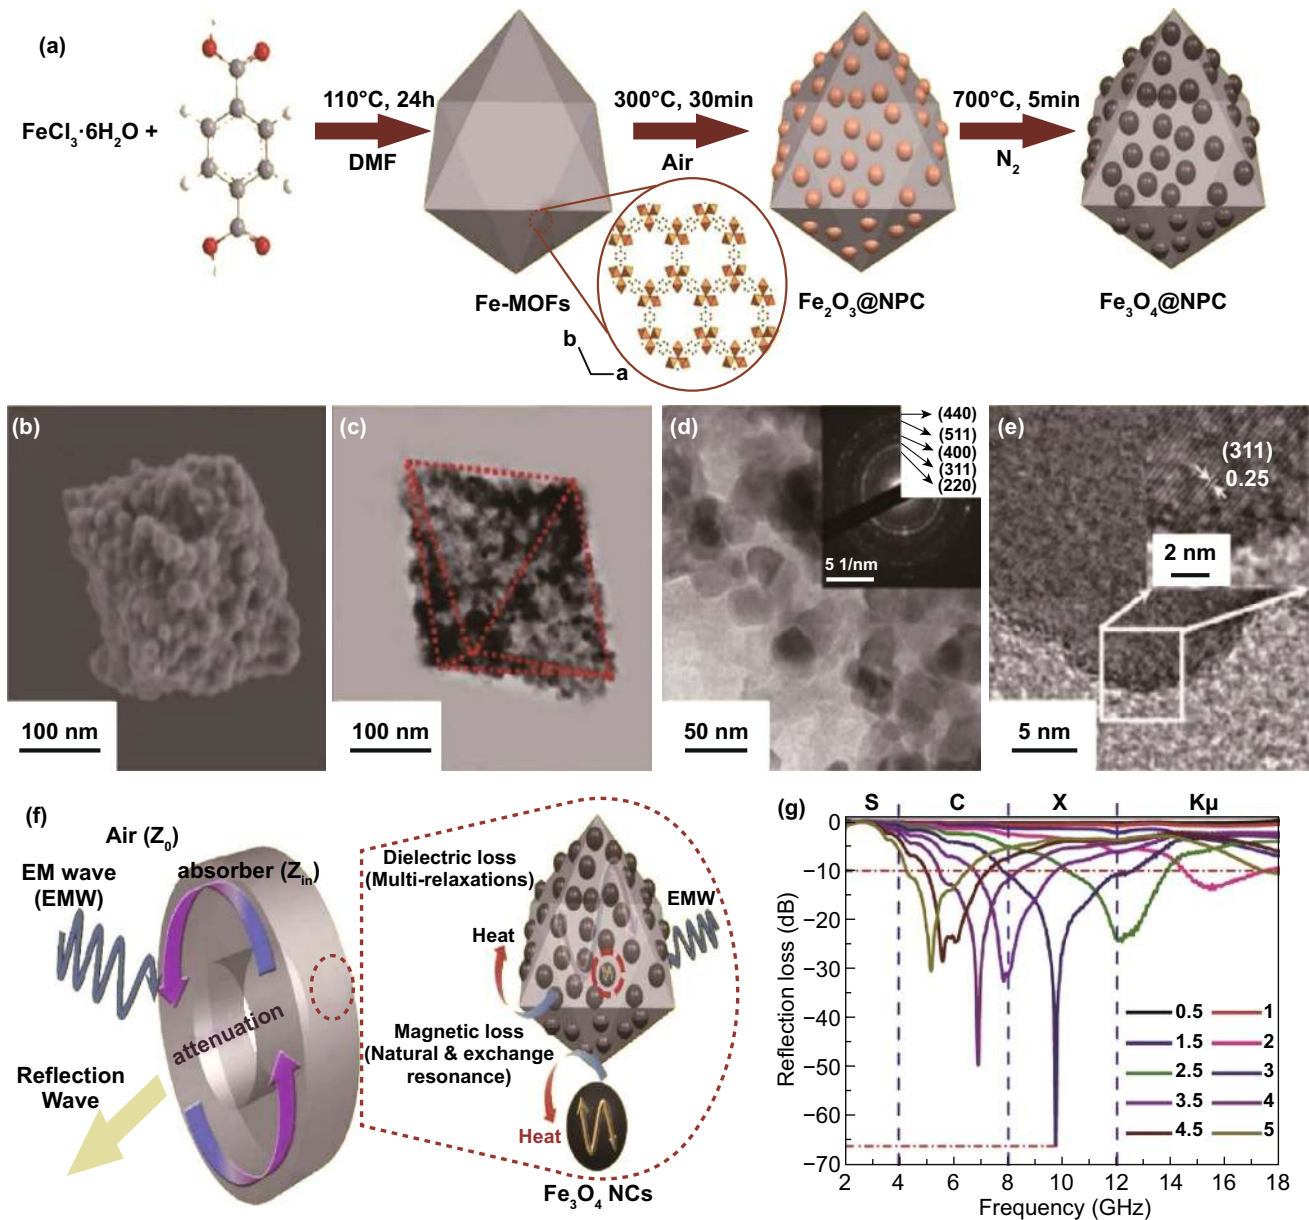 (a)
FeCl₃·6H₂O +
110°C, 24h
DMF
300°C, 30min
Air
700°C, 5min
N₂
Fe-MOFs
Fe₂O₃@NPC
Fe₃O₄@NPC
b
a
(b)
100 nm
(c)
100 nm
(d)
(440)
(511)
(400)
(311)
(220)
5 1/nm
50 nm
(e)
(311)
0.25
2 nm
5 nm
(f)
Air (Z₀)
EM wave
(EMW)
absorber (Zᵢₙ)
attenuation
Reflection
Wave
Dielectric loss
(Multi-relaxations)
EMW
Heat
Magnetic loss
(Natural & exchange
resonance)
Heat
Fe₃O₄ NCs
(g)
S C X Kμ
Reflection loss (dB)
0
−10
−20
−30
−40
−50
−60
−70
0.5 1
1.5 2
2.5 3
3.5 4
4.5 5
2 4 6 8 10 12 14 16 18
Frequency (GHz)